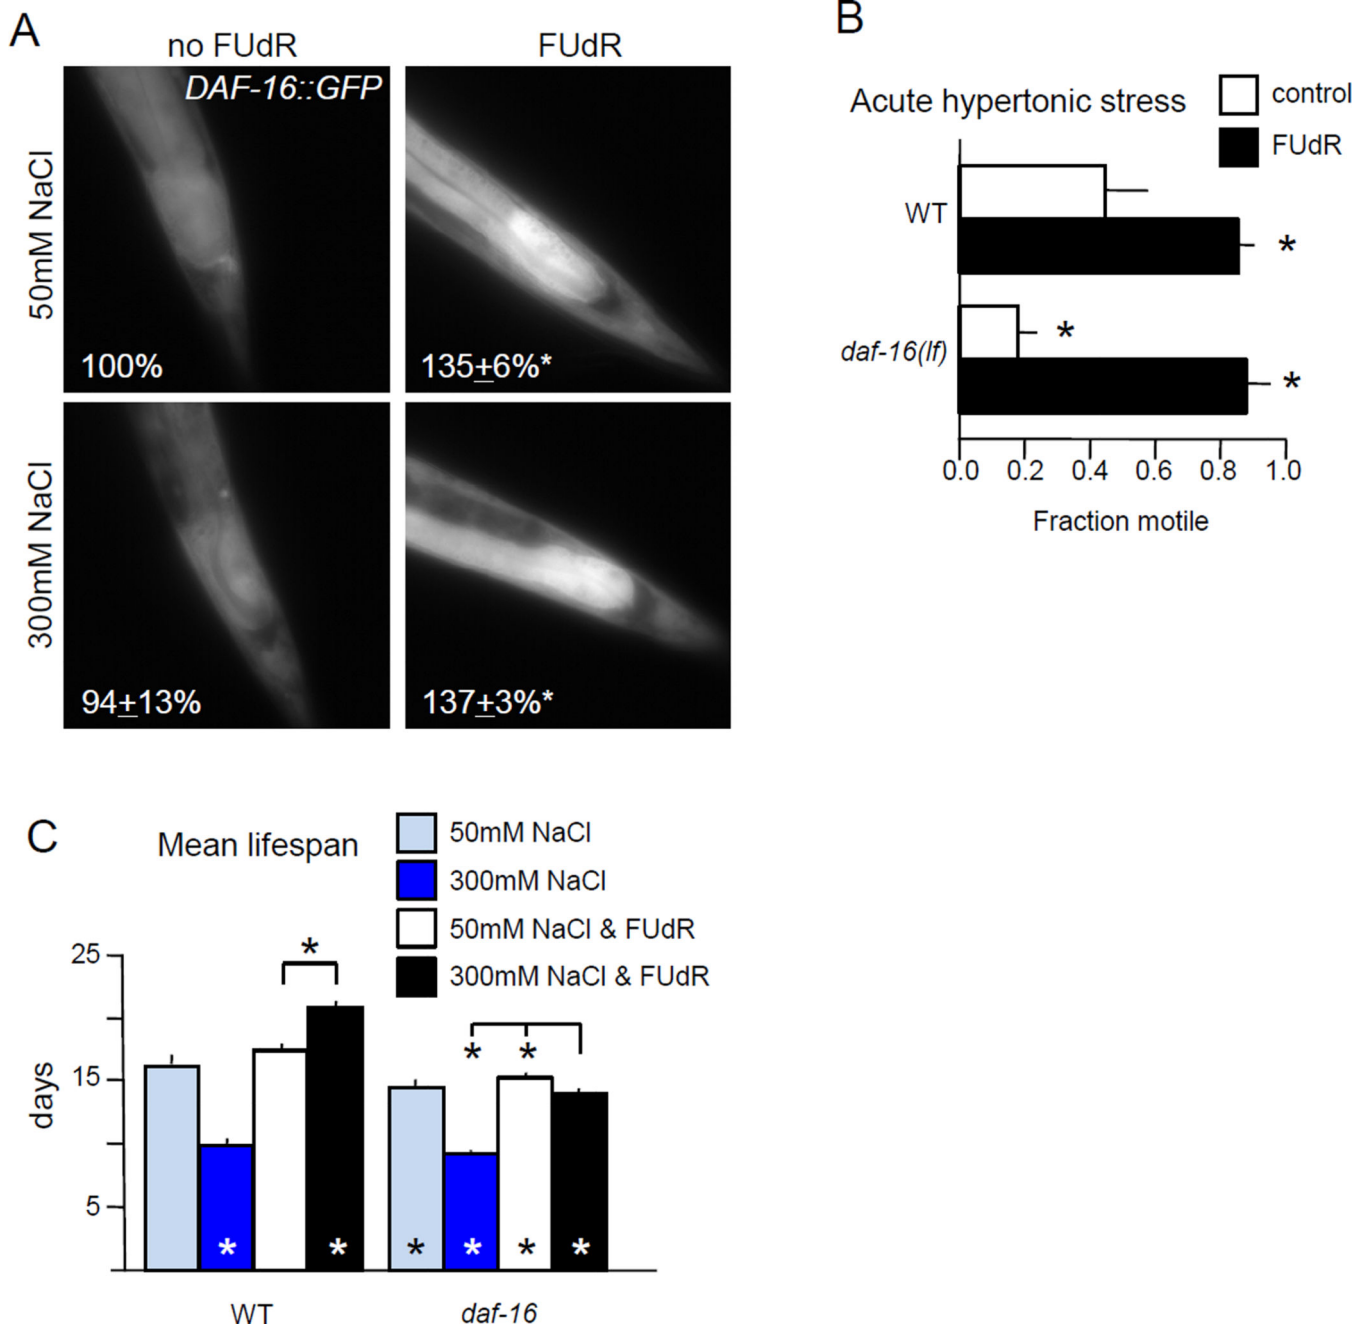 A
no FUdR
FUdR
DAF-16::GFP
50mM NaCl
100%
135±6%*
300mM NaCl
94±13%
137±3%*
B
Acute hypertonic stress
control
FUdR
WT
*
daf-16(lf)
*
*
0.0 0.2 0.4 0.6 0.8 1.0
Fraction motile
C
Mean lifespan
50mM NaCl
300mM NaCl
50mM NaCl & FUdR
300mM NaCl & FUdR
25
15
5
days
*
* *
* * * * * *
WT
daf-16